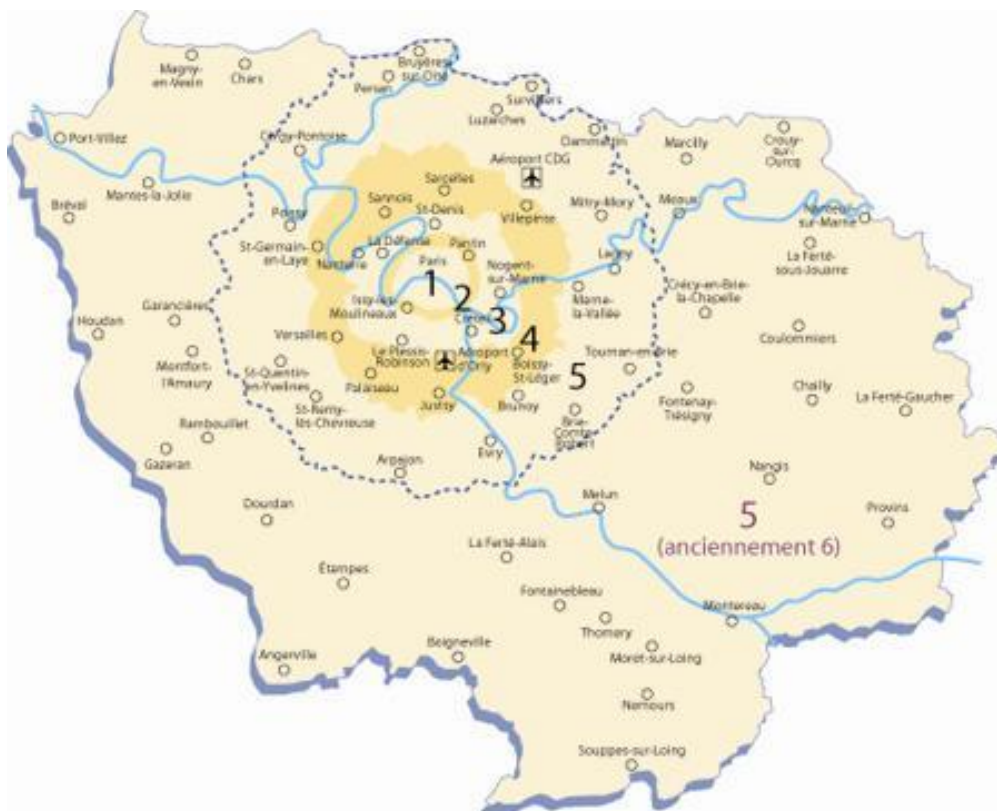 Magny-
en-Vexin
Chars
Bruyères-
sur-Oise
Persan
Survilliers
Luzarches
Dammartin
Marcilly
Crouy-
sur-
Ourcq
Port-Villez
Cergy-Pontoise
Aéroport CDG
Sarcelles
Mantes-la-Jolie
Bréval
Poissy
Sannois
St-Denis
Villepinte
Mitry-Mory
Meaux
Nanteuil-
sur-Marne
St-Germain-
en-Laye
Nanterre
La Défense
Paris
Pantin
Nogent-
sur-Marne
Lagny
La Ferté-
sous-Jouarre
Crécy-en-Brie-
la-Chapelle
Marne-
la-Vallée
1
2
3
4
5
Garancières
Houdan
Issy-les-
Moulineaux
Créteil
Versailles
Le Plessis-
Robinson
Aéroport
d'Orly
Boissy-
St-Léger
Tournan-en-Brie
Coulommiers
Montfort-
l'Amaury
St-Quentin-
en-Yvelines
Palaiseau
Juvisy
Brunoy
Fontenay-
Trésigny
Chailly
La Ferté-Gaucher
St-Remy-
lès-Chevreuse
Brie-
Comte-
Robert
Rambouillet
Gazeran
Arpajon
Evry
Nangis
Dourdan
Melun
Provins
5
(anciennement 6)
La Ferté-Alais
Étampes
Fontainebleau
Thomery
Montereau
Boigneville
Moret-sur-Loing
Angerville
Nemours
Souppes-sur-Loing